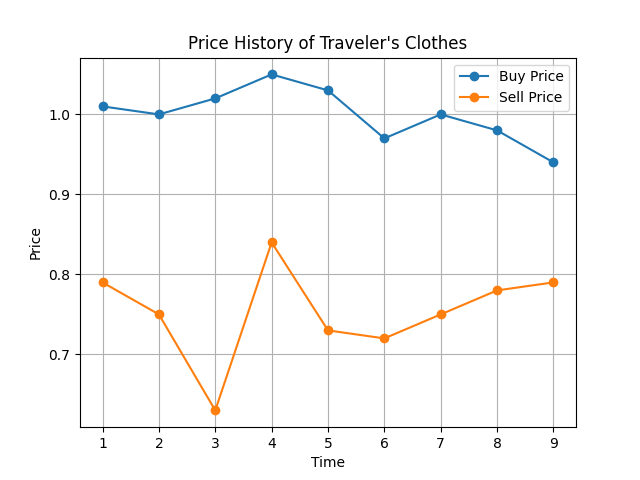 Price History of Traveler's Clothes
Buy Price
Sell Price
1.0
0.9
0.8
0.7
Price
1 2 3 4 5 6 7 8 9
Time